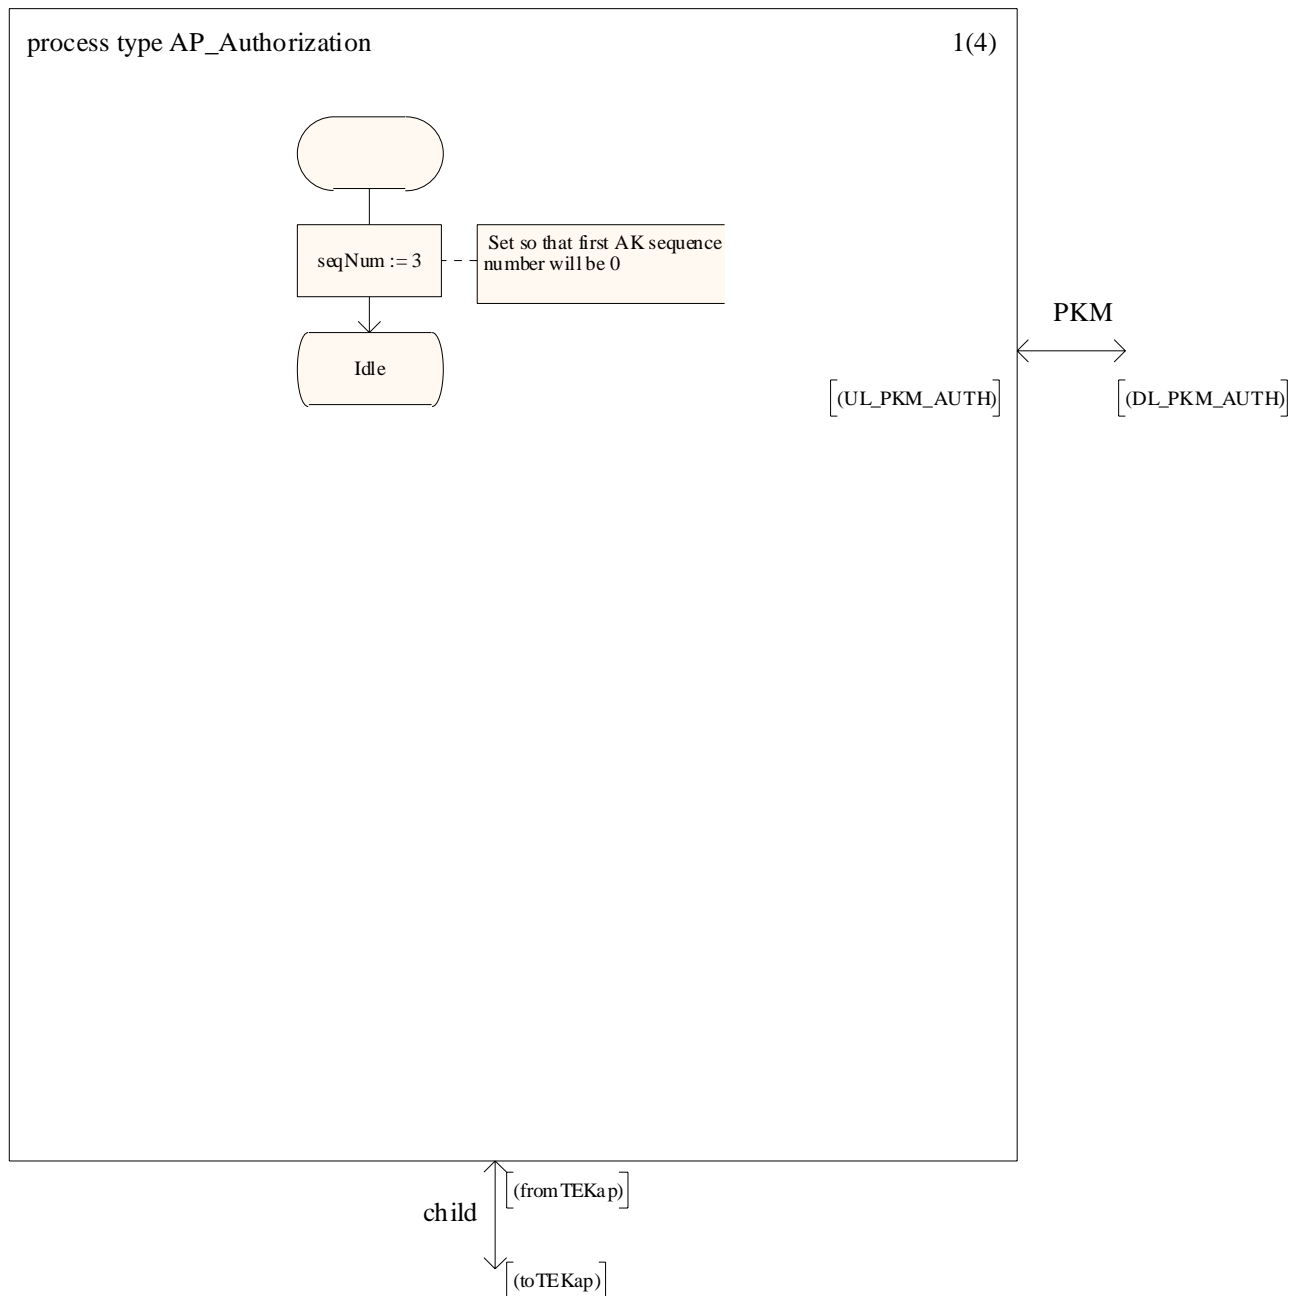 process type AP_Authorization
1(4)
seqNum := 3
Set so that first AK sequence
number will be 0
Idle
PKM
[(UL_PKM_AUTH)]
[(DL_PKM_AUTH)]
child
[(fromTEKap)]
[(toTEKap)]